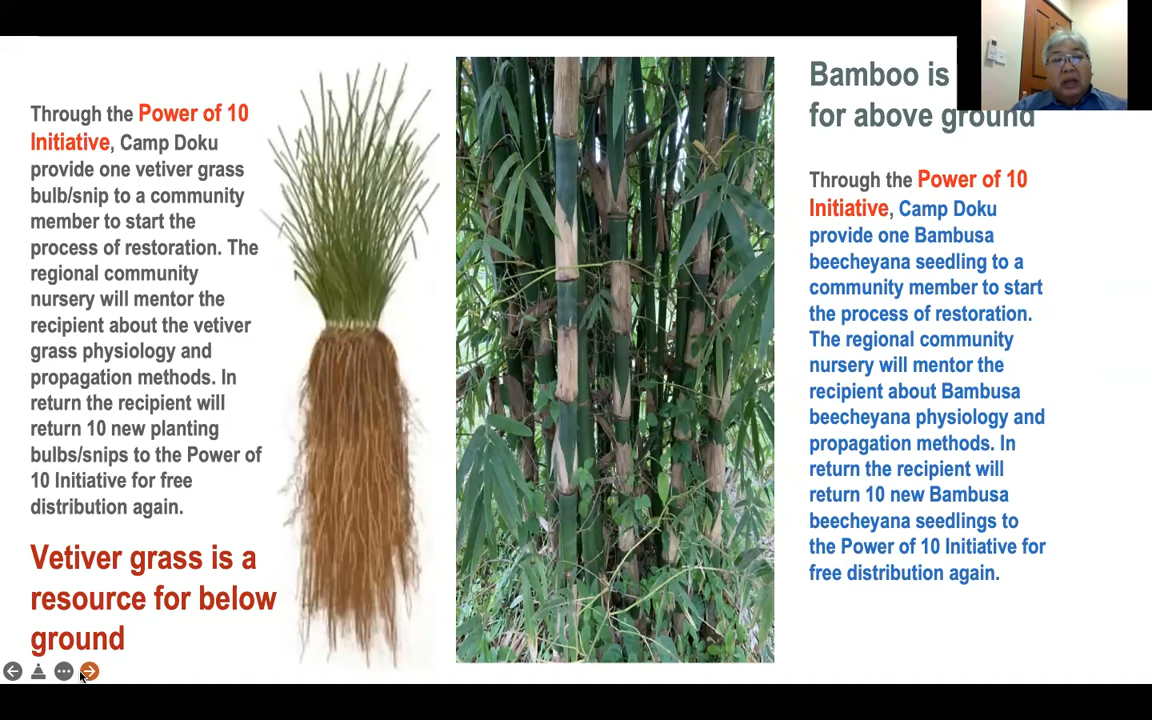 Through the Power of 10
Initiative, Camp Doku
provide one vetiver grass
bulb/snip to a community
member to start the
process of restoration. The
regional community
nursery will mentor the
recipient about the vetiver
grass physiology and
propagation methods. In
return the recipient will
return 10 new planting
bulbs/snips to the Power of
10 Initiative for free
distribution again.
Vetiver grass is a
resource for below
ground
Bamboo is
for above ground
Through the Power of 10
Initiative, Camp Doku
provide one Bambusa
beecheyana seedling to a
community member to start
the process of restoration.
The regional community
nursery will mentor the
recipient about Bambusa
beecheyana physiology and
propagation methods. In
return the recipient will
return 10 new Bambusa
beecheyana seedlings to
the Power of 10 Initiative for
free distribution again.